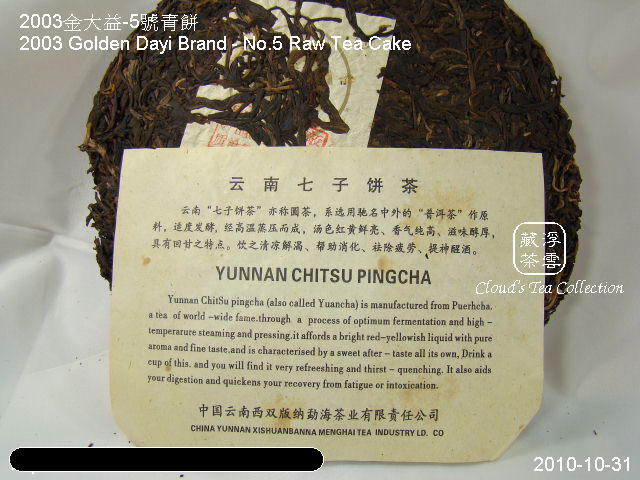 2003金大益-5號青餅
2003 Golden Dayi Brand - No.5 Raw Tea Cake
云南七子饼茶
云南“七子饼茶”亦称圆茶，系选用驰名中外的“普洱茶”作原
料，适度发酵，经高温蒸压而成，汤色红黄鲜亮、香气纯高、滋味醇厚，
具有回甘之特点。饮之清凉解渴、帮助消化、祛除疲劳、提神醒酒。
YUNNAN CHITSU PINGCHA
Yunnan ChitSu pingcha (also called Yuancha) is manufactured from Puerhcha.
a tea of world –wide fame.through a process of optimum fermentation and high –
temperarure steaming and pressing.it affords a bright red–yellowish liquid with pure
aroma and fine taste.and is characterised by a sweet after – taste all its own, Drink a
cup of this. and you will find it very refreeshing and thirst – quenching. It also aids
your digestion and quickens your recovery from fatigue or intoxication.
中国云南西双版纳勐海茶业有限责任公司
CHINA YUNNAN XISHUANBANNA MENGHAI TEA INDUSTRY LD. CO
浮雲
藏茶
Cloud's Tea Collection
2010-10-31